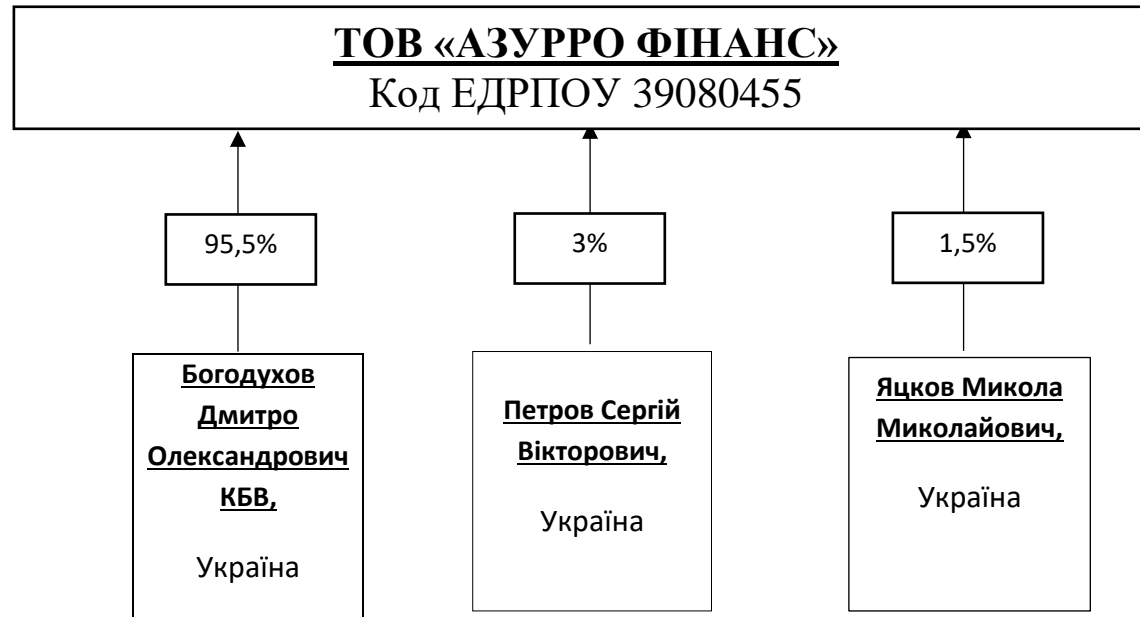 ТОВ «АЗУРРО ФІНАНС»
Код ЕДРПОУ 39080455
95,5%
3%
1,5%
Богодухов
Дмитро
Олександрович
КБВ,
Україна
Петров Сергій
Вікторович,
Україна
Яцков Микола
Миколайович,
Україна